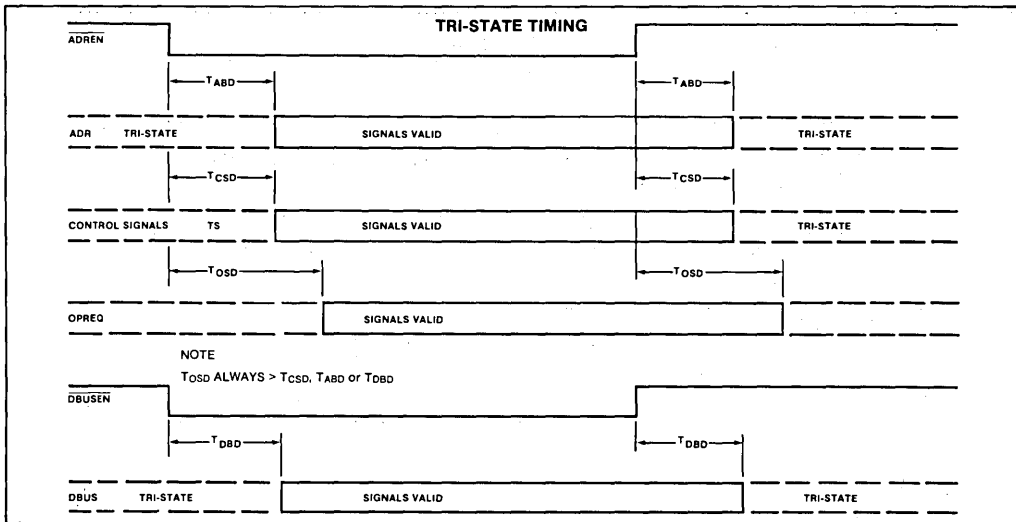 TRI-STATE TIMING
ADREN
TABD TABD
ADR TRI-STATE SIGNALS VALID TRI-STATE
TCSD TCSD
CONTROL SIGNALS TS SIGNALS VALID TRI-STATE
TOSD TOSD
OPREQ SIGNALS VALID
NOTE
TOSD ALWAYS > TCSD, TABD or TDBD
DBUSEN
TDBD TDBD
DBUS TRI-STATE SIGNALS VALID TRI-STATE